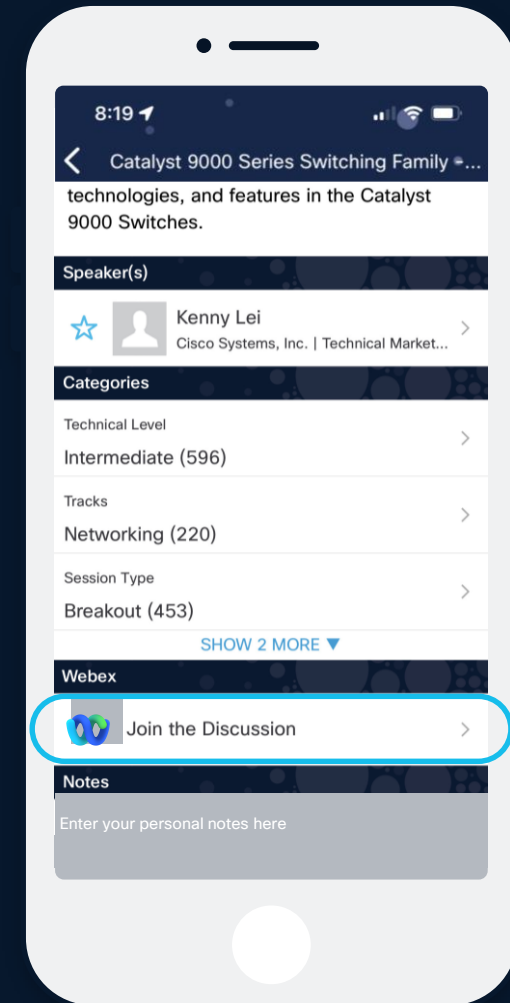 8:19
Catalyst 9000 Series Switching Family -...
technologies, and features in the Catalyst
9000 Switches.
Speaker(s)
Kenny Lei
Cisco Systems, Inc. | Technical Market...
Categories
Technical Level
Intermediate (596)
Tracks
Networking (220)
Session Type
Breakout (453)
SHOW 2 MORE ▼
Webex
Join the Discussion
Notes
Enter your personal notes here